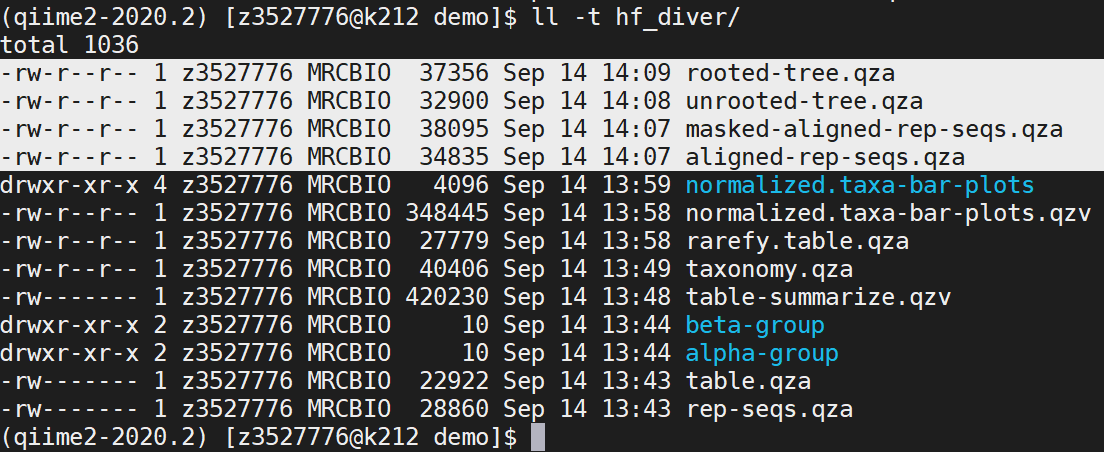 (qiime2-2020.2) [z3527776@k212 demo]$ ll -t hf_diver/
total 1036
-rw-r--r-- 1 z3527776 MRCBIO  37356 Sep 14 14:09 rooted-tree.qza
-rw-r--r-- 1 z3527776 MRCBIO  32900 Sep 14 14:08 unrooted-tree.qza
-rw-r--r-- 1 z3527776 MRCBIO  38095 Sep 14 14:07 masked-aligned-rep-seqs.qza
-rw-r--r-- 1 z3527776 MRCBIO  34835 Sep 14 14:07 aligned-rep-seqs.qza
drwxr-xr-x 4 z3527776 MRCBIO   4096 Sep 14 13:59 normalized.taxa-bar-plots
-rw-r--r-- 1 z3527776 MRCBIO 348445 Sep 14 13:58 normalized.taxa-bar-plots.qzv
-rw-r--r-- 1 z3527776 MRCBIO  27779 Sep 14 13:58 rarefy.table.qza
-rw-r--r-- 1 z3527776 MRCBIO  40406 Sep 14 13:49 taxonomy.qza
-rw-r--r-- 1 z3527776 MRCBIO 420230 Sep 14 13:48 table-summarize.qzv
drwxr-xr-x 2 z3527776 MRCBIO     10 Sep 14 13:44 beta-group
drwxr-xr-x 2 z3527776 MRCBIO     10 Sep 14 13:44 alpha-group
-rw------- 1 z3527776 MRCBIO  22922 Sep 14 13:43 table.qza
-rw------- 1 z3527776 MRCBIO  28860 Sep 14 13:43 rep-seqs.qza
(qiime2-2020.2) [z3527776@k212 demo]$